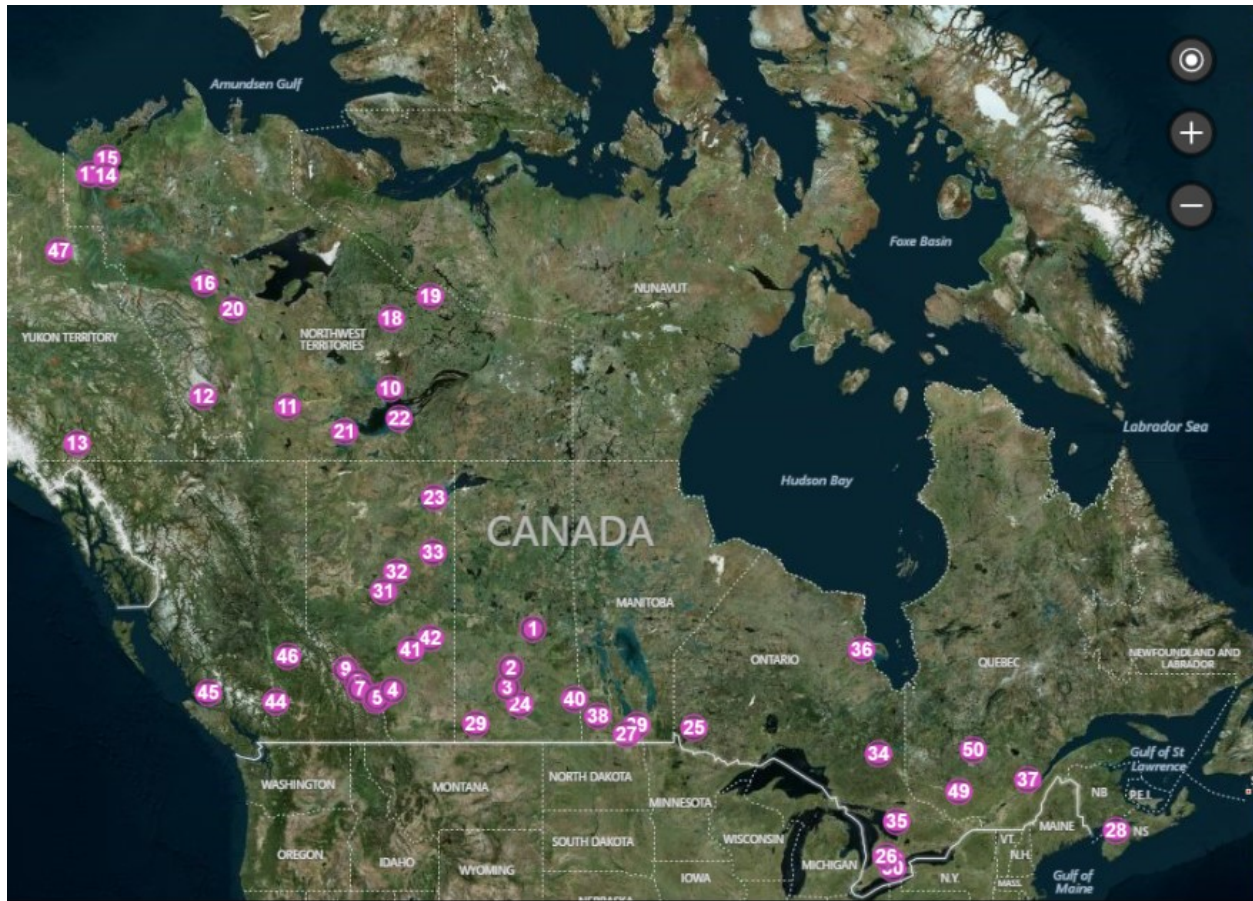 Amundsen Gulf
15
17
14
Foxe Basin
47
16
19
NUNAVUT
20
18
YUKON TERRITORY
NORTHWEST
TERRITORIES
10
12
11
22
Labrador Sea
21
13
Hudson Bay
23
CANADA
33
32
31
MANITOBA
1
42
41
36
46
ONTARIO
QUEBEC
NEWFOUNDLAND AND
LABRADOR
9
2
7
3
4
45
5
40
44
24
38
29
39
25
27
34
50
Gulf of St
Lawrence
WASHINGTON
MONTANA
NORTH DAKOTA
37
49
NB
P.E.I.
MINNESOTA
35
MAINE
28
NS
OREGON
IDAHO
SOUTH DAKOTA
WISCONSIN
VT.
N.H.
26
MICHIGAN
30
WYOMING
IOWA
N.Y.
MASS.
Gulf of
Maine
NEBRASKA